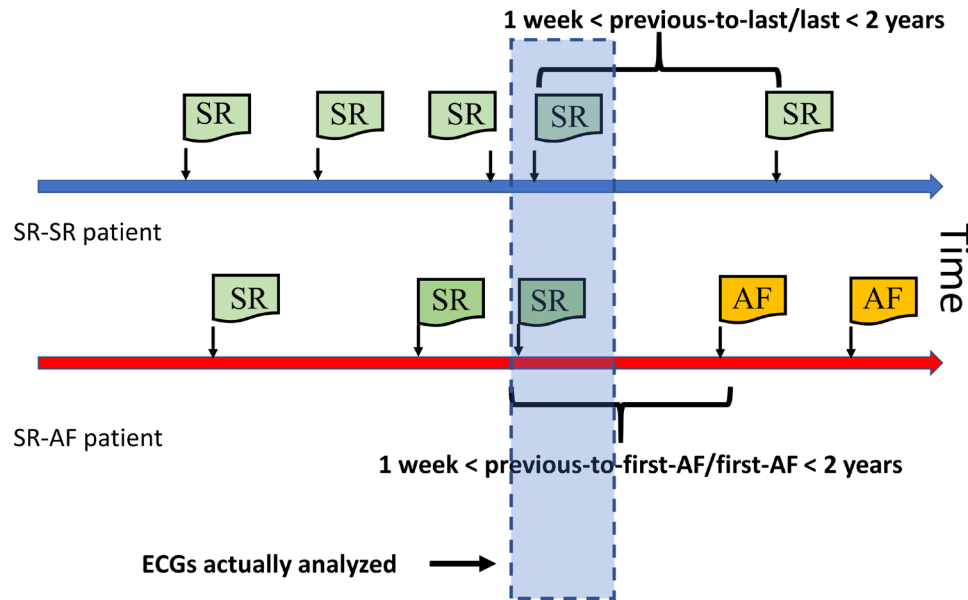 1 week < previous-to-last/last < 2 years
SR SR SR SR SR
SR-SR patient
Time
SR SR SR AF AF
SR-AF patient
1 week < previous-to-first-AF/first-AF < 2 years
ECGs actually analyzed